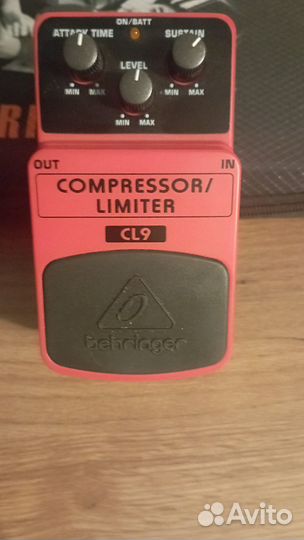 ON/BATT
ATTACK TIME
SUSTAIN
LEVEL
MIN MAX
MIN MAX
MIN MAX
OUT
IN
COMPRESSOR/
LIMITER
CL9
behringer
Avito